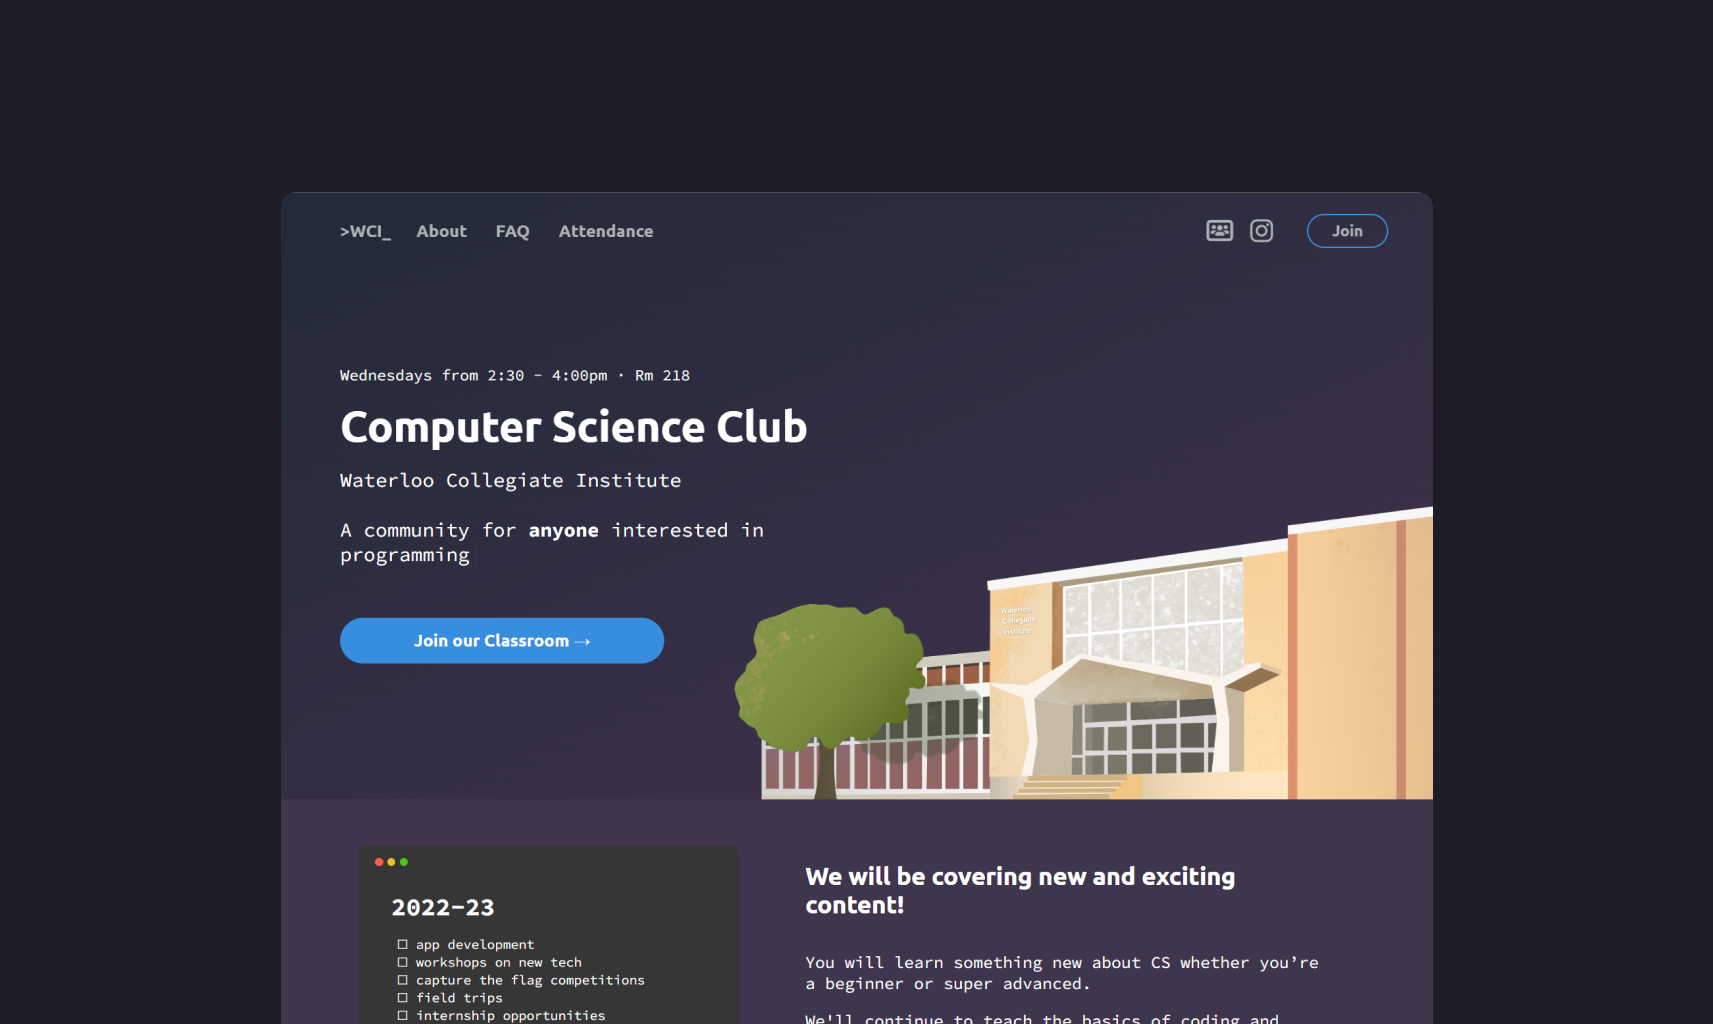 >WCI_ About FAQ Attendance Join
Wednesdays from 2:30 - 4:00pm · Rm 218
Computer Science Club
Waterloo Collegiate Institute
A community for anyone interested in
programming
Join our Classroom →
Waterloo
Collegiate
Institute
2022-23
☐ app development
☐ workshops on new tech
☐ capture the flag competitions
☐ field trips
☐ internship opportunities
We will be covering new and exciting
content!
You will learn something new about CS whether you’re
a beginner or super advanced.
We'll continue to teach the basics of coding and